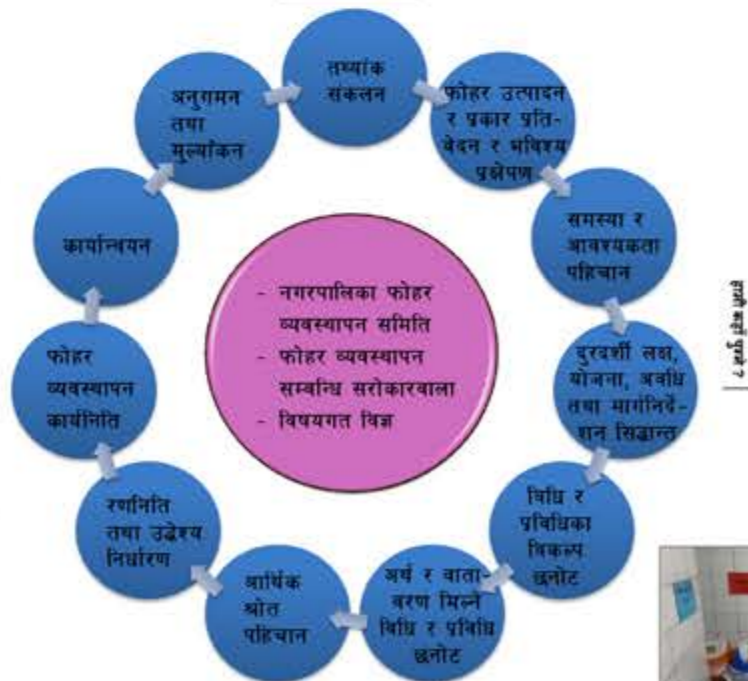 तथ्यांक
संकलन
फोहर उत्पादन
र प्रकार प्रति-
वेदन र भविश्य
प्रक्षेपण
समस्या र
आवश्यकता
पहिचान
दुरदर्शी लक्ष,
योजना, अवधि
तथा मार्गनिर्दे-
शन सिद्धान्त
विधि र
प्रविधिका
विकल्प
छनोट
अर्थ र वाता-
वरण मिल्ने
विधि र प्रविधि
छनोट
आर्थिक
श्रोत
पहिचान
रणनिति
तथा उद्धेश्य
निर्धारण
फोहर
व्यवस्थापन
कार्यनिति
कार्यान्वयन
अनुगमन
तथा
मुल्यांकन
- नगरपालिका फोहर
व्यवस्थापन समिति
- फोहर व्यवस्थापन
सम्बन्धि सरोकारवाला
- विषयगत विज्ञ